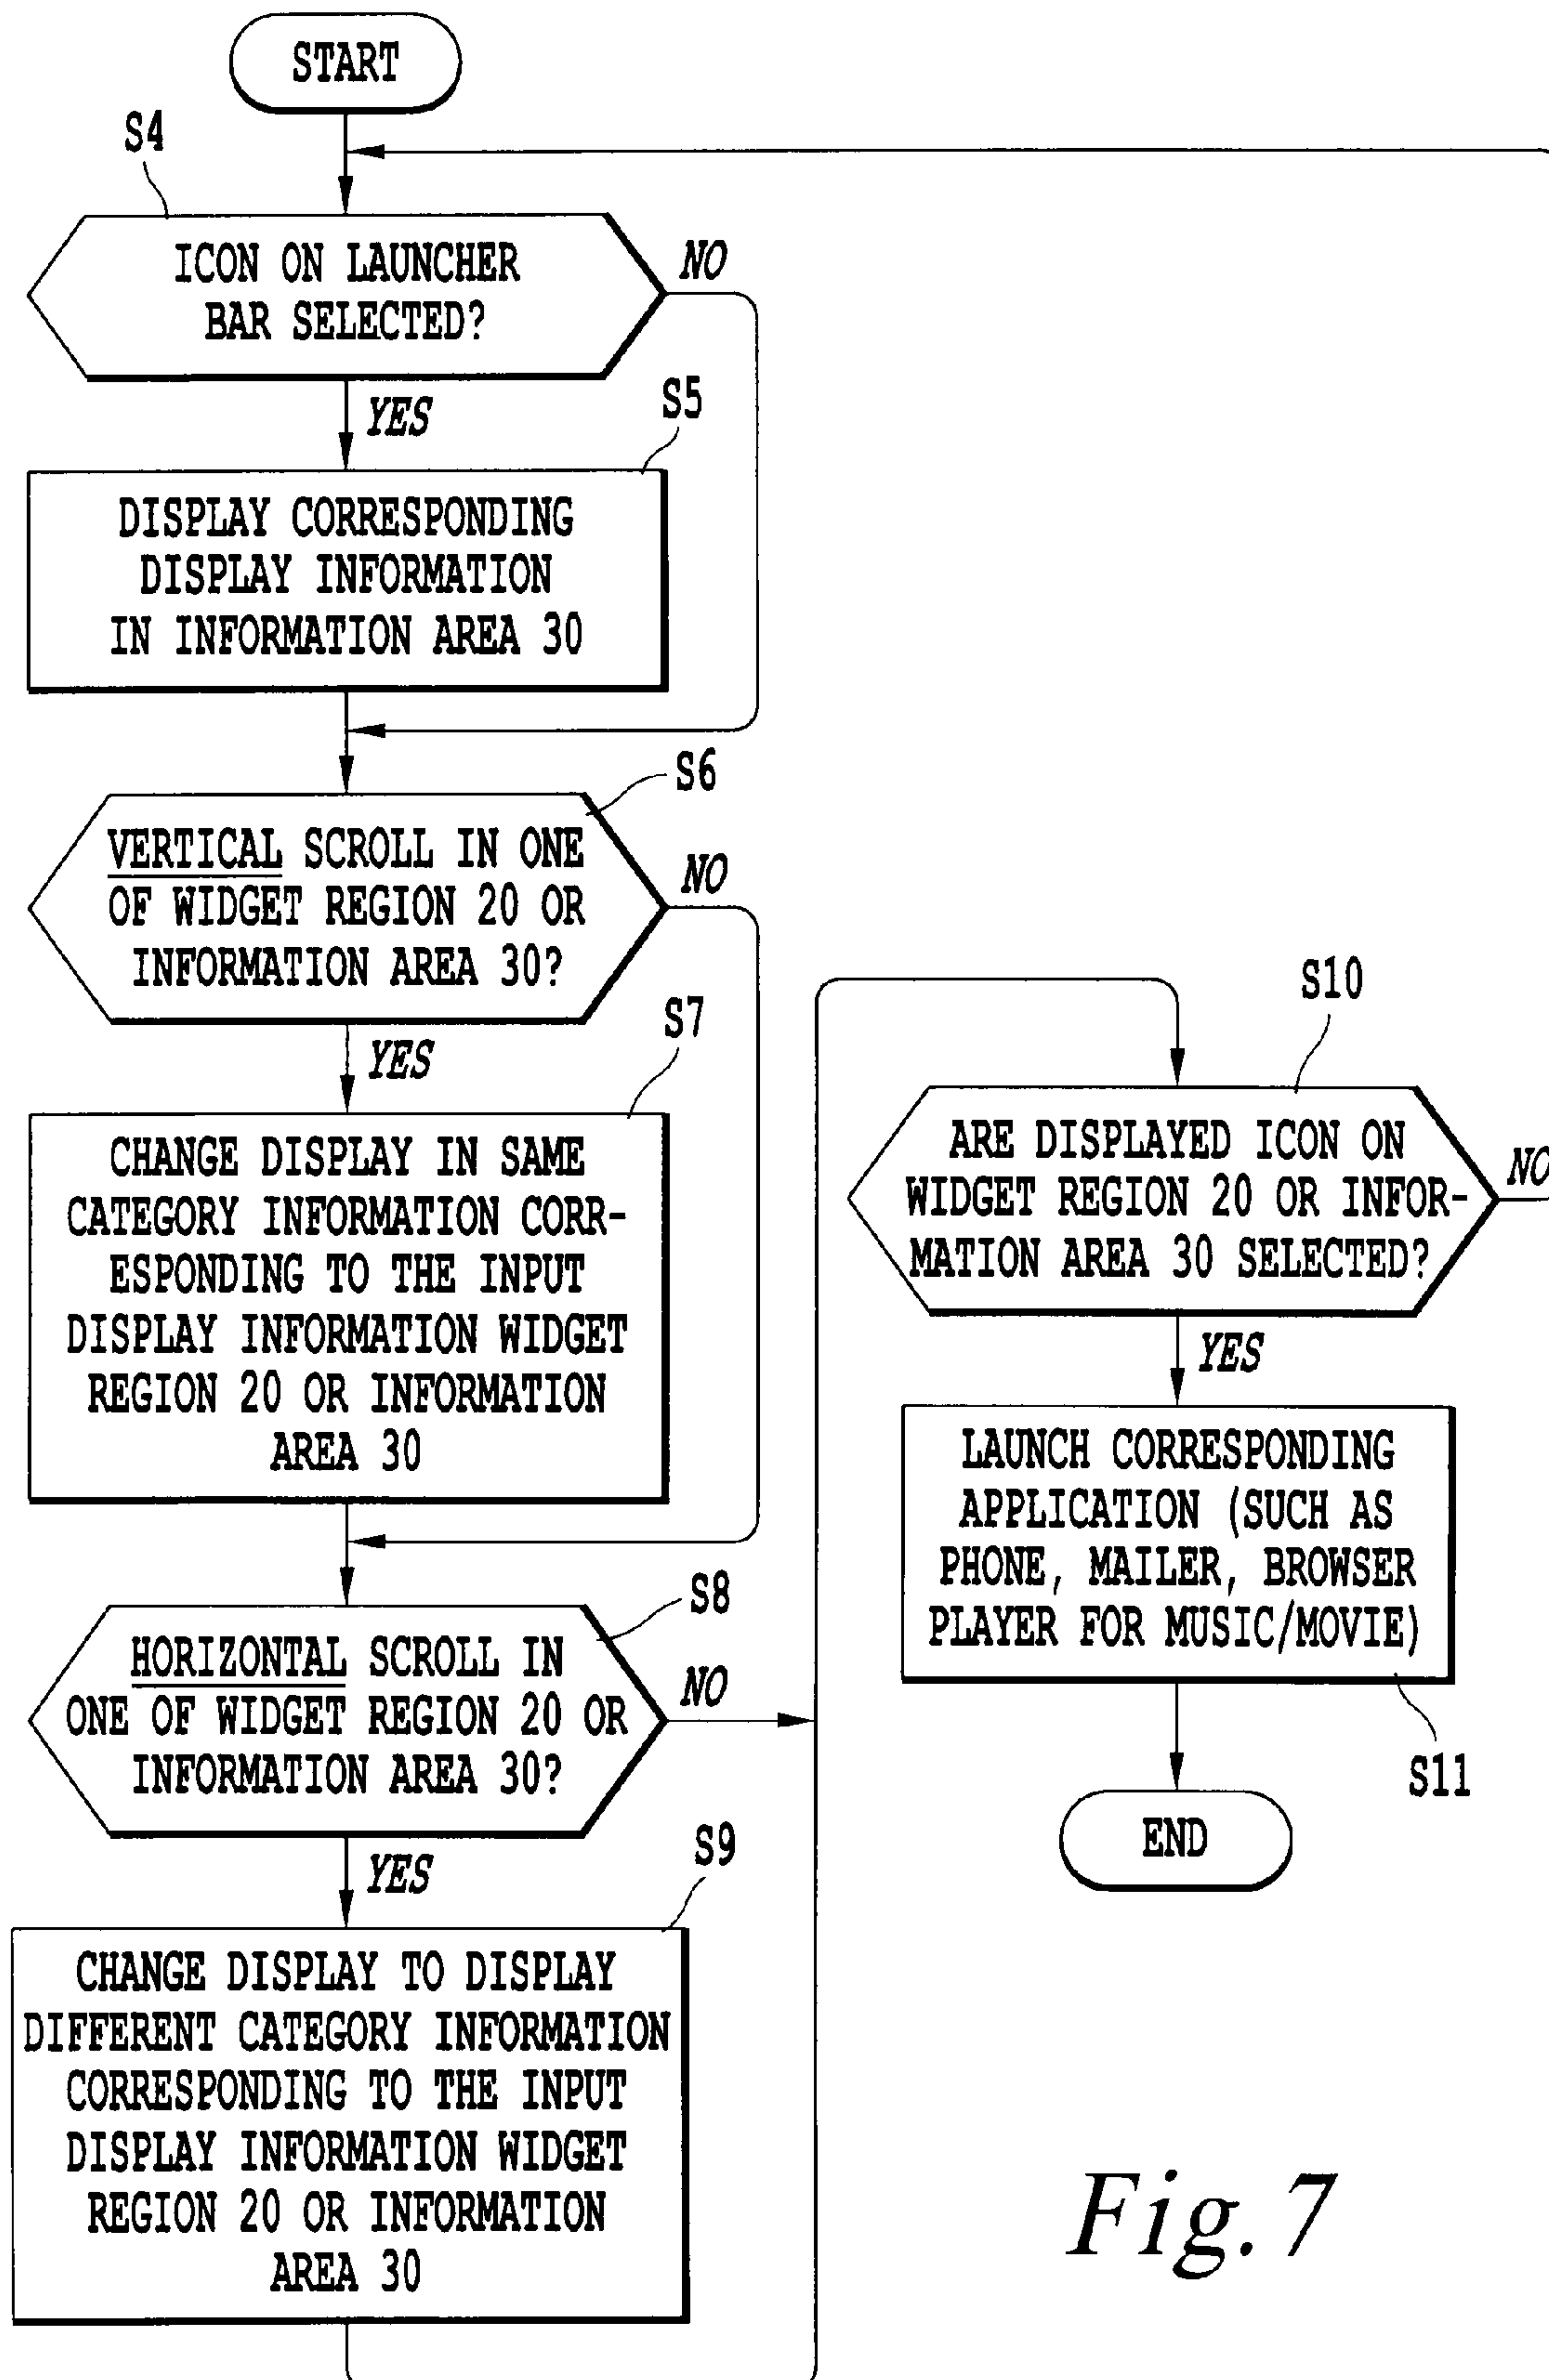 START
S4
ICON ON LAUNCHER
BAR SELECTED?
NO
YES
S5
DISPLAY CORRESPONDING
DISPLAY INFORMATION
IN INFORMATION AREA 30
S6
VERTICAL SCROLL IN ONE
OF WIDGET REGION 20 OR
INFORMATION AREA 30?
NO
YES
S7
CHANGE DISPLAY IN SAME
CATEGORY INFORMATION CORR-
ESPONDING TO THE INPUT
DISPLAY INFORMATION WIDGET
REGION 20 OR INFORMATION
AREA 30
S8
HORIZONTAL SCROLL IN
ONE OF WIDGET REGION 20 OR
INFORMATION AREA 30?
NO
YES
S9
CHANGE DISPLAY TO DISPLAY
DIFFERENT CATEGORY INFORMATION
CORRESPONDING TO THE INPUT
DISPLAY INFORMATION WIDGET
REGION 20 OR INFORMATION
AREA 30
S10
ARE DISPLAYED ICON ON
WIDGET REGION 20 OR INFOR-
MATION AREA 30 SELECTED?
NO
YES
LAUNCH CORRESPONDING
APPLICATION (SUCH AS
PHONE, MAILER, BROWSER
PLAYER FOR MUSIC/MOVIE)
S11
END
Fig. 7